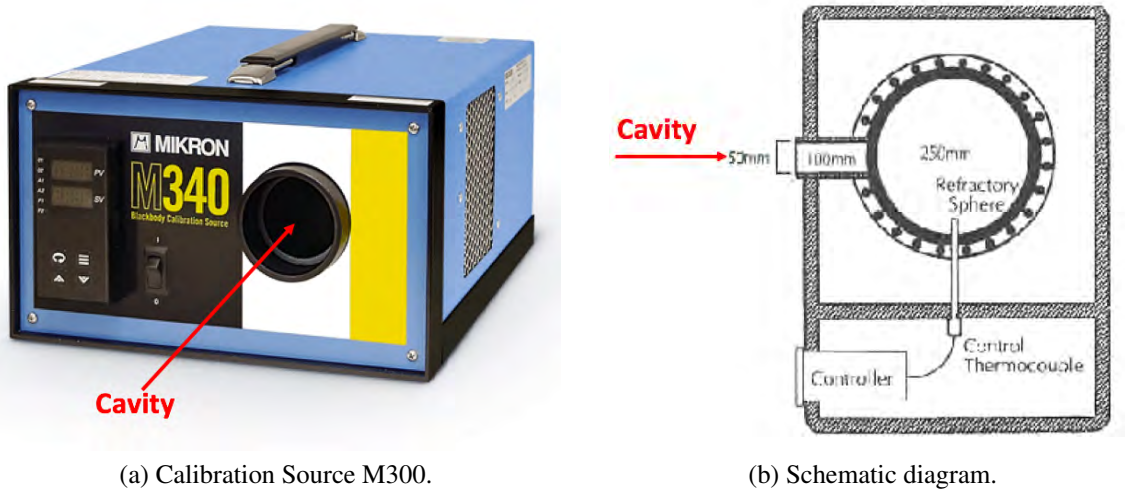 MIKRON
M340
Blackbody Calibration Source
PV
SV
I
0
Cavity
Cavity
50mm
100mm
250mm
Refractory
Sphere
Control
Thermocouple
Controller
(a) Calibration Source M300.
(b) Schematic diagram.